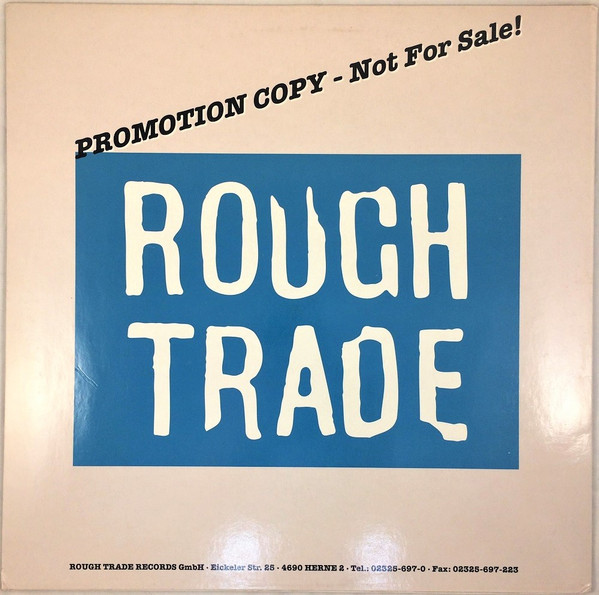 PROMOTION COPY - Not For Sale!
ROUGH
TRADE
ROUGH TRADE RECORDS GmbH · Eickeler Str. 25 · 4690 HERNE 2 · Tel.: 02325-697-0 · Fax: 02325-697-223